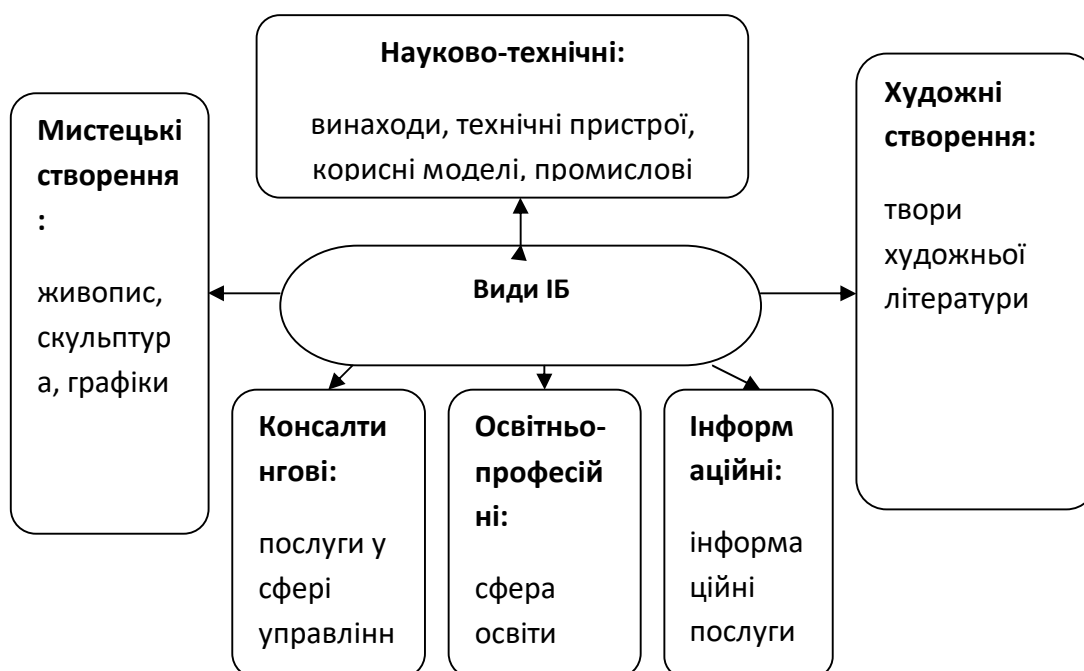 Науково-технічні:
винаходи, технічні пристрої,
корисні моделі, промислові
Мистецькі
створення
:
живопис,
скульптур
а, графіки
Художні
створення:
твори
художньої
літератури
Види ІБ
Консалти
нгові:
послуги у
сфері
управлінн
Освітньо-
професій
ні:
сфера
освіти
Інформ
аційні:
інформа
ційні
послуги